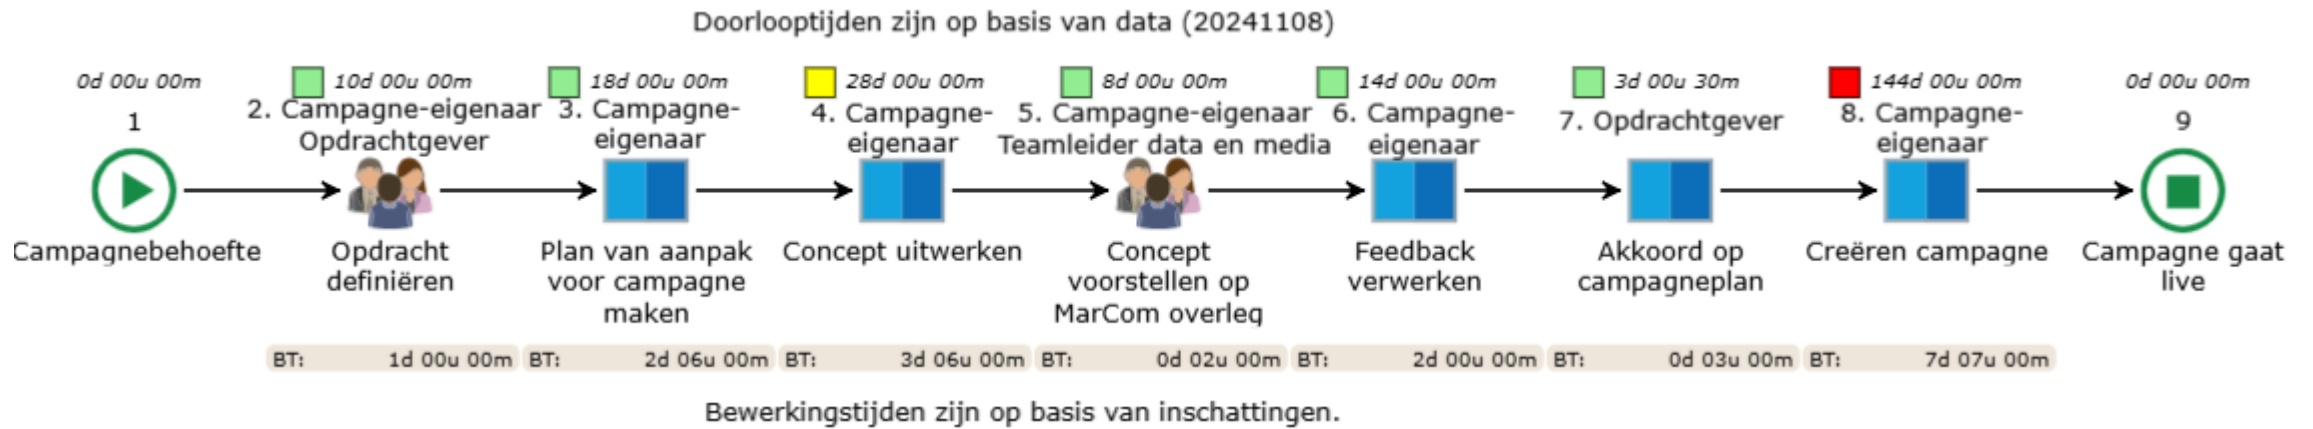 Doorlooptijden zijn op basis van data (20241108)
0d 00u 00m
10d 00u 00m
18d 00u 00m
28d 00u 00m
8d 00u 00m
14d 00u 00m
3d 00u 30m
144d 00u 00m
0d 00u 00m
1
2. Campagne-eigenaar
Opdrachtgever
3. Campagne-
eigenaar
4. Campagne-
eigenaar
5. Campagne-eigenaar
Teamleider data en media
6. Campagne-
eigenaar
7. Opdrachtgever
8. Campagne-
eigenaar
9
Campagnebehoefte
Opdracht
definiëren
Plan van aanpak
voor campagne
maken
Concept uitwerken
Concept
voorstellen op
MarCom overleg
Feedback
verwerken
Akkoord op
campagneplan
Creëren campagne
Campagne gaat
live
BT: 1d 00u 00m
BT: 2d 06u 00m
BT: 3d 06u 00m
BT: 0d 02u 00m
BT: 2d 00u 00m
BT: 0d 03u 00m
BT: 7d 07u 00m
Bewerkingstijden zijn op basis van inschattingen.